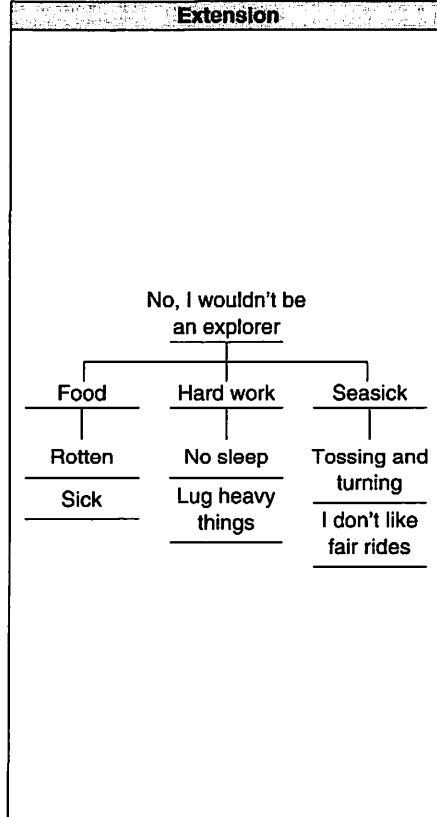 Extension
No, I wouldn't be
an explorer
Food
Hard work
Seasick
Rotten
Sick
No sleep
Lug heavy
things
Tossing and
turning
I don't like
fair rides